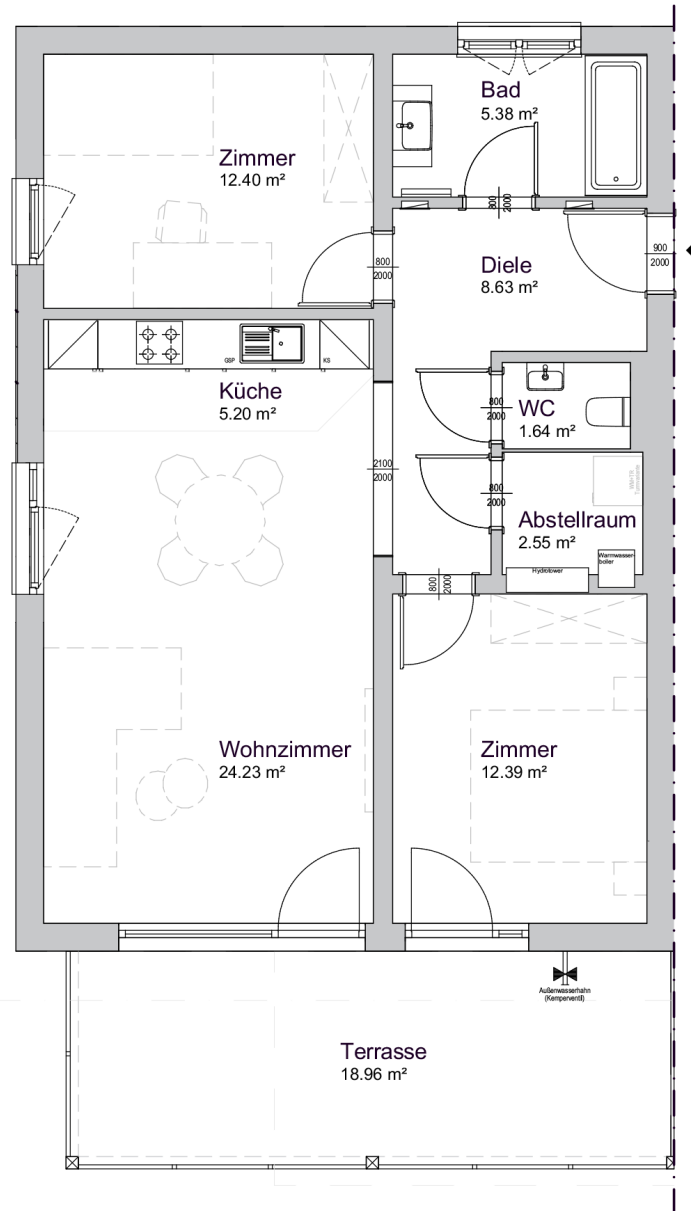 Bad
5.38 m²
Zimmer
12.40 m²
800
2000
900
2000
800
2000
Diele
8.63 m²
GSP
KS
Küche
5.20 m²
800
2000
WC
1.64 m²
2100
2000
800
2000
Abstellraum
2.55 m²
Warmwasser-
boiler
Hydrotower
800
2000
Wohnzimmer
24.23 m²
Zimmer
12.39 m²
Außenwasserhahn
(Kemperventil)
Terrasse
18.96 m²